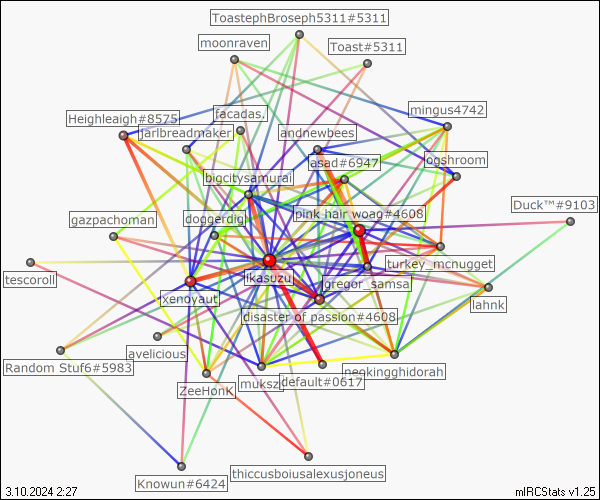 ToastephBroseph5311#5311
moonraven
Toast#5311
mingus4742
Heighleaigh#8575
facadas.
jarlbreadmaker
andnewbees
asad#6947
ogshroom
bigcitysamurai
Duck™#9103
gazpachoman
doggerdigi
pink hair woag#4608
turkey_mcnugget
tescoroll
ikasuzu
gregor_samsa
xenoyaut
lahnk
disaster of passion#4608
avelicious
Random Stuf6#5983
neokingghidorah
ZeeHonK
muksz
default#0617
thiccusboiusalexusjoneus
Knowun#6424
3.10.2024 2:27
mIRCStats v1.25